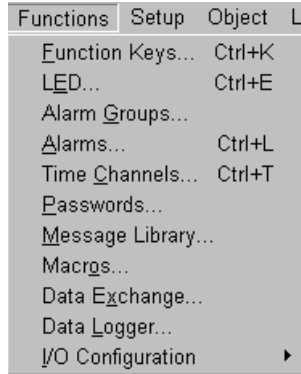 Functions Setup Object L
Function Keys... Ctrl+K
LED... Ctrl+E
Alarm Groups...
Alarms... Ctrl+L
Time Channels... Ctrl+T
Passwords...
Message Library...
Macros...
Data Exchange...
Data Logger...
I/O Configuration